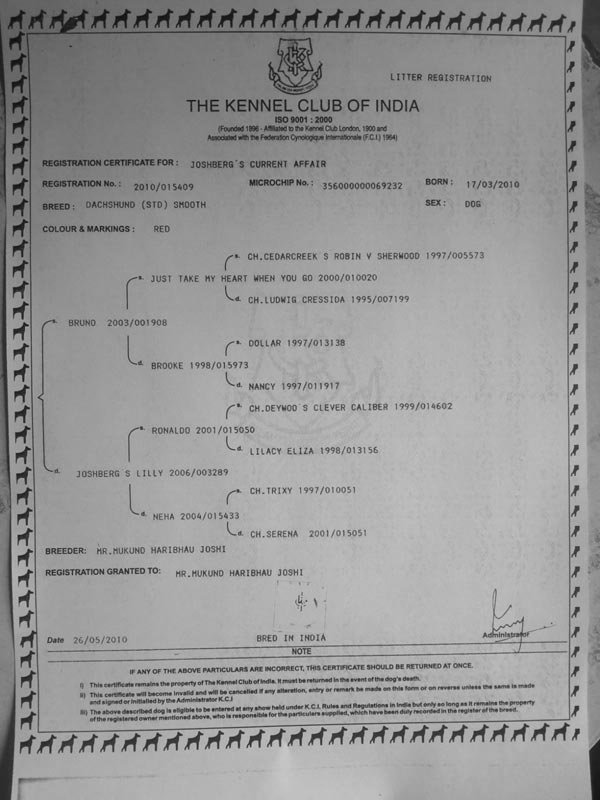 LITTER REGISTRATION
THE KENNEL CLUB OF INDIA
ISO 9001 : 2000
(Founded 1896 - Affiliated to the Kennel Club London, 1900 and
Associated with the Federation Cynologique Internationale (F.C.I.) 1964)
REGISTRATION CERTIFICATE FOR : JOSHBERG'S CURRENT AFFAIR
REGISTRATION No. : 2010/015409 MICROCHIP No. : 356000000069232 BORN : 17/03/2010
BREED : DACHSHUND (STD) SMOOTH SEX : DOG
COLOUR & MARKINGS : RED
s. CH.CEDARCREEK S ROBIN V SHERWOOD 1997/005573
s. JUST TAKE MY HEART WHEN YOU GO 2000/010020
d. CH.LUDWIG CRESSIDA 1995/007199
s. BRUNO 2003/001908
s. DOLLAR 1997/013138
d. BROOKE 1998/015973
d. NANCY 1997/011917
s. CH.DEYWOO S CLEVER CALIBER 1999/014602
s. RONALDO 2001/015050
d. LILACY ELIZA 1998/013156
d. JOSHBERG S LILLY 2006/003289
s. CH.TRIXY 1997/010051
d. NEHA 2004/015433
d. CH.SERENA 2001/015051
BREEDER: MR.MUKUND HARIBHAU JOSHI
REGISTRATION GRANTED TO: MR.MUKUND HARIBHAU JOSHI
Date 26/05/2010 BRED IN INDIA Administrator
NOTE
IF ANY OF THE ABOVE PARTICULARS ARE INCORRECT, THIS CERTIFICATE SHOULD BE RETURNED AT ONCE.
i) This certificate remains the property of The Kennel Club of India. It must be returned in the event of the dog's death.
ii) This certificate will become invalid and will be cancelled if any alteration, entry or remark be made on this form or on reverse unless the same is made
and signed or initialled by the Administrator K.C.I
iii) The above described dog is eligible to be entered at any show held under K.C.I. Rules and Regulations in India but only so long as it remains the property
of the registered owner mentioned above, who is responsible for the particulars supplied, which have been duly recorded in the register of the breed.